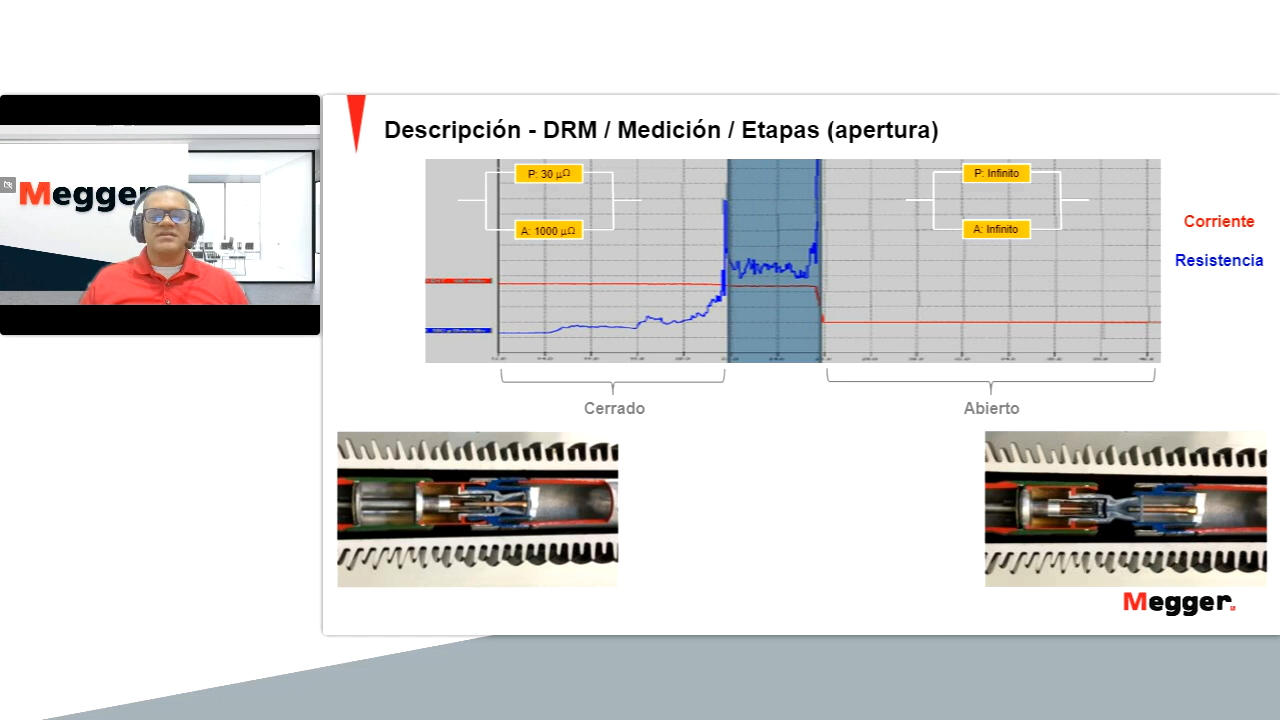 Megger
Descripción - DRM / Medición / Etapas (apertura)
P: 30 µΩ
A: 1000 µΩ
P: Infinito
A: Infinito
Corriente
Resistencia
Cerrado
Abierto
Megger